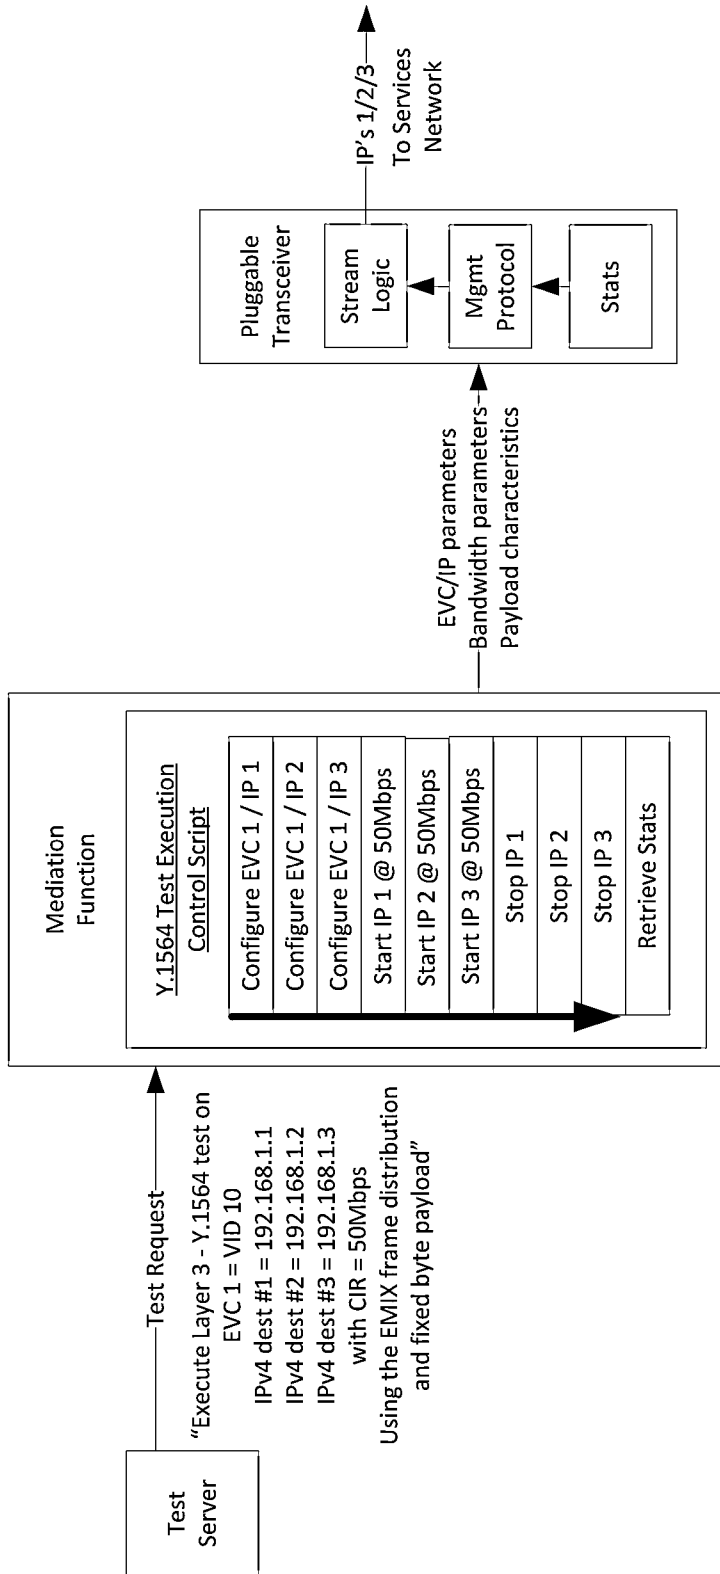 Test
Server
Test Request
“Execute Layer 3 - Y.1564 test on
EVC 1 = VID 10
IPv4 dest #1 = 192.168.1.1
IPv4 dest #2 = 192.168.1.2
IPv4 dest #3 = 192.168.1.3
with CIR = 50Mbps
Using the EMIX frame distribution
and fixed byte payload”
Mediation
Function
Y.1564 Test Execution
Control Script
Configure EVC 1 / IP 1
Configure EVC 1 / IP 2
Configure EVC 1 / IP 3
Start IP 1 @ 50Mbps
Start IP 2 @ 50Mbps
Start IP 3 @ 50Mbps
Stop IP 1
Stop IP 2
Stop IP 3
Retrieve Stats
EVC/IP parameters
Bandwidth parameters
Payload characteristics
Pluggable
Transceiver
Stream
Logic
Mgmt
Protocol
Stats
IP's 1/2/3
To Services
Network